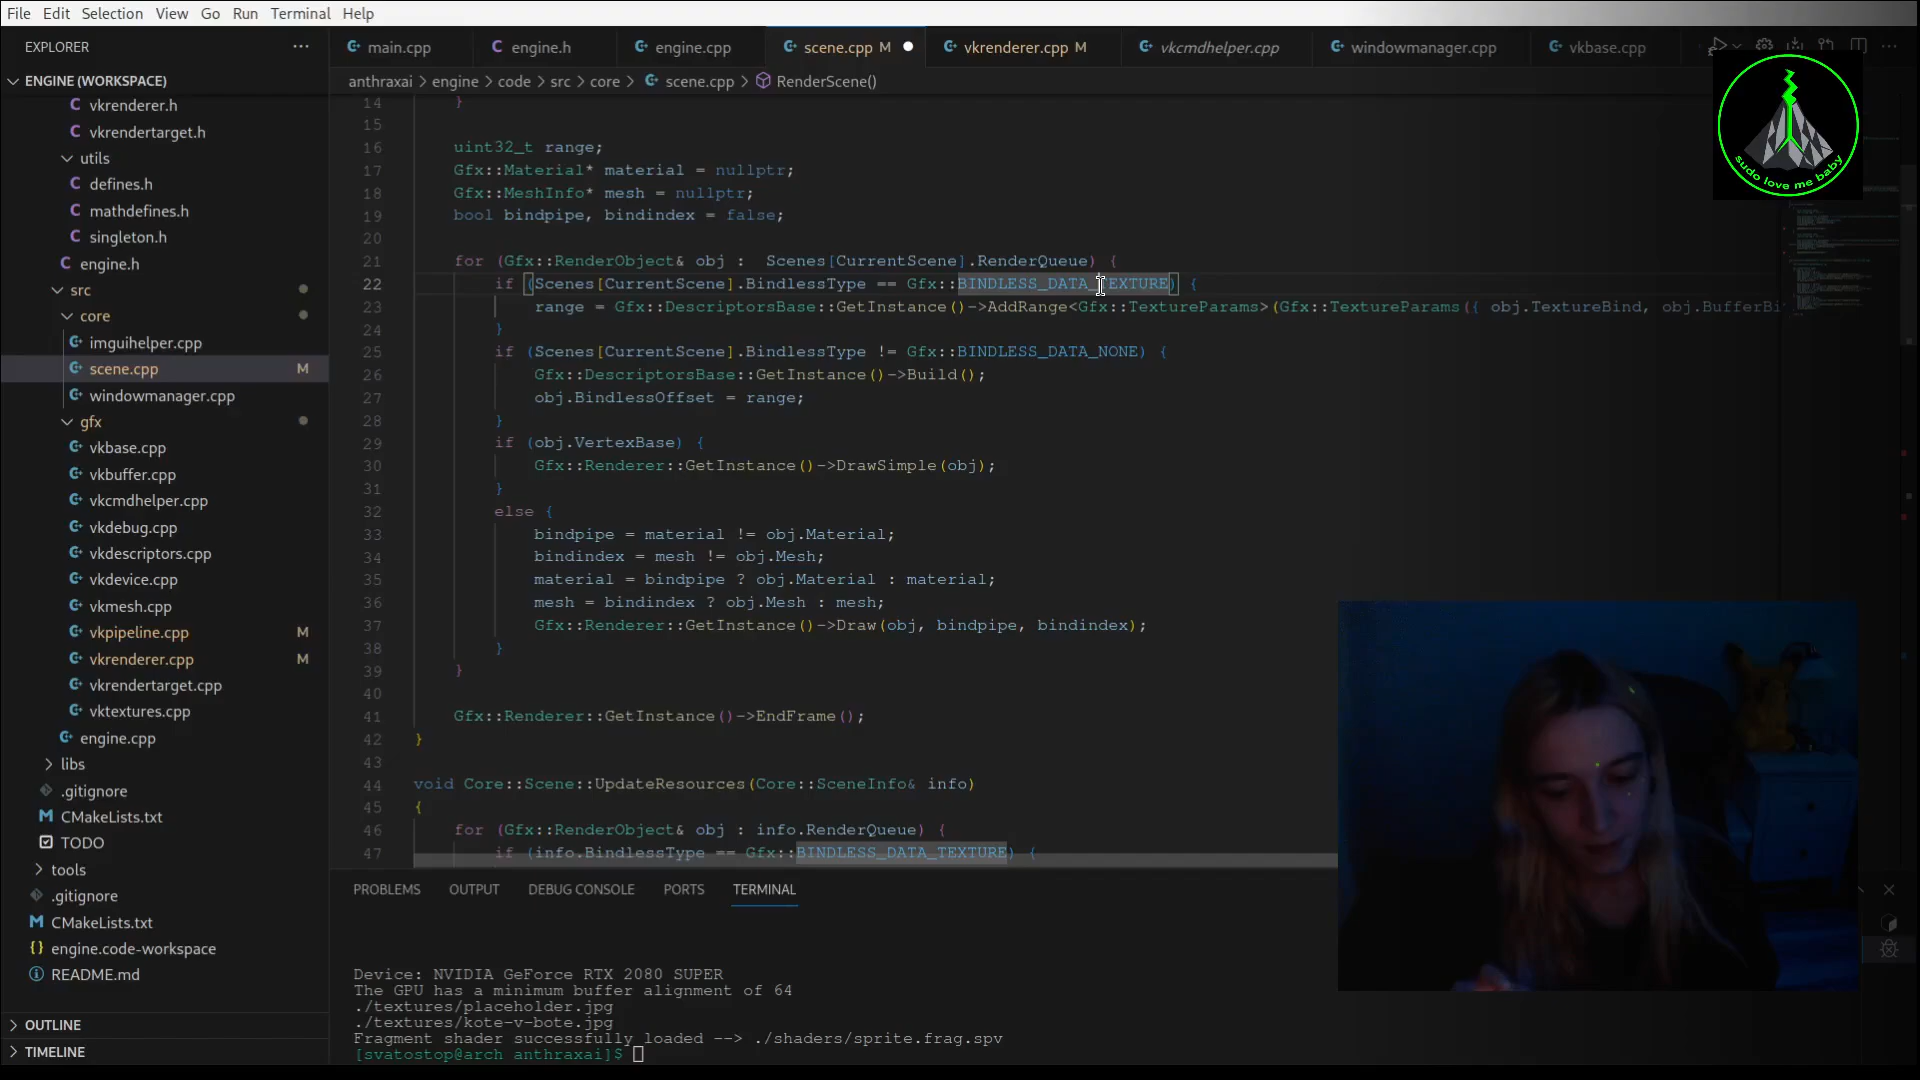 File Edit Selection View Go Run Terminal Help
EXPLORER
main.cpp engine.h engine.cpp scene.cpp M vkrenderer.cpp M vkcmdhelper.cpp windowmanager.cpp vkbase.cpp
ENGINE (WORKSPACE)
anthraxai > engine > code > src > core > scene.cpp > RenderScene()
vkrenderer.h
vkrendertarget.h
utils
defines.h
mathdefines.h
singleton.h
engine.h
src
core
imguihelper.cpp
scene.cpp M
windowmanager.cpp
gfx
vkbase.cpp
vkbuffer.cpp
vkcmdhelper.cpp
vkdebug.cpp
vkdescriptors.cpp
vkdevice.cpp
vkmesh.cpp
vkpipeline.cpp M
vkrenderer.cpp M
vkrendertarget.cpp
vktextures.cpp
engine.cpp
libs
.gitignore
CMakeLists.txt
TODO
tools
.gitignore
CMakeLists.txt
engine.code-workspace
README.md
OUTLINE
TIMELINE
14 }
15
16 uint32_t range;
17 Gfx::Material* material = nullptr;
18 Gfx::MeshInfo* mesh = nullptr;
19 bool bindpipe, bindindex = false;
20
21 for (Gfx::RenderObject& obj :  Scenes[CurrentScene].RenderQueue) {
22 if (Scenes[CurrentScene].BindlessType == Gfx::BINDLESS_DATA_TEXTURE) {
23 range = Gfx::DescriptorsBase::GetInstance()->AddRange<Gfx::TextureParams>(Gfx::TextureParams({ obj.TextureBind, obj.BufferBi
24 }
25 if (Scenes[CurrentScene].BindlessType != Gfx::BINDLESS_DATA_NONE) {
26 Gfx::DescriptorsBase::GetInstance()->Build();
27 obj.BindlessOffset = range;
28 }
29 if (obj.VertexBase) {
30 Gfx::Renderer::GetInstance()->DrawSimple(obj);
31 }
32 else {
33 bindpipe = material != obj.Material;
34 bindindex = mesh != obj.Mesh;
35 material = bindpipe ? obj.Material : material;
36 mesh = bindindex ? obj.Mesh : mesh;
37 Gfx::Renderer::GetInstance()->Draw(obj, bindpipe, bindindex);
38 }
39 }
40
41 Gfx::Renderer::GetInstance()->EndFrame();
42 }
43
44 void Core::Scene::UpdateResources(Core::SceneInfo& info)
45 {
46 for (Gfx::RenderObject& obj : info.RenderQueue) {
47 if (info.BindlessType == Gfx::BINDLESS_DATA_TEXTURE) {
sudo love me baby
PROBLEMS OUTPUT DEBUG CONSOLE PORTS TERMINAL
Device: NVIDIA GeForce RTX 2080 SUPER
The GPU has a minimum buffer alignment of 64
./textures/placeholder.jpg
./textures/kote-v-bote.jpg
Fragment shader successfully loaded --> ./shaders/sprite.frag.spv
[svatostop@arch anthraxai]$